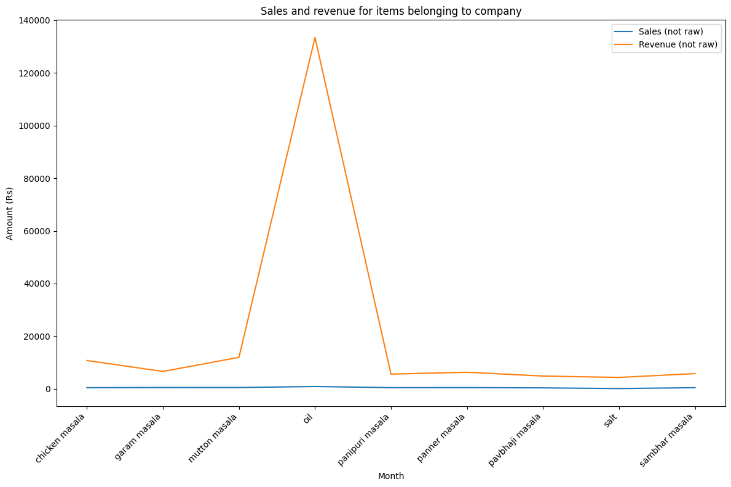 Sales and revenue for items belonging to company
Sales (not raw)
Revenue (not raw)
Amount (Rs)
140000
120000
100000
80000
60000
40000
20000
0
chicken masala
garam masala
mutton masala
oil
panipuri masala
panner masala
pavbhaji masala
salt
sambhar masala
Month